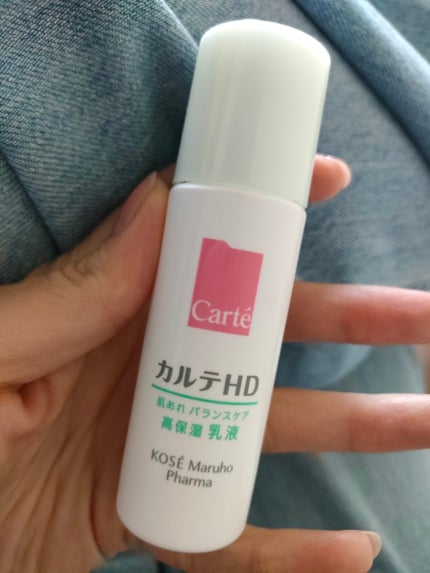 Carté
カルテHD
肌あれ バランスケア
高保湿 乳液
KOSÉ Maruho
Pharma